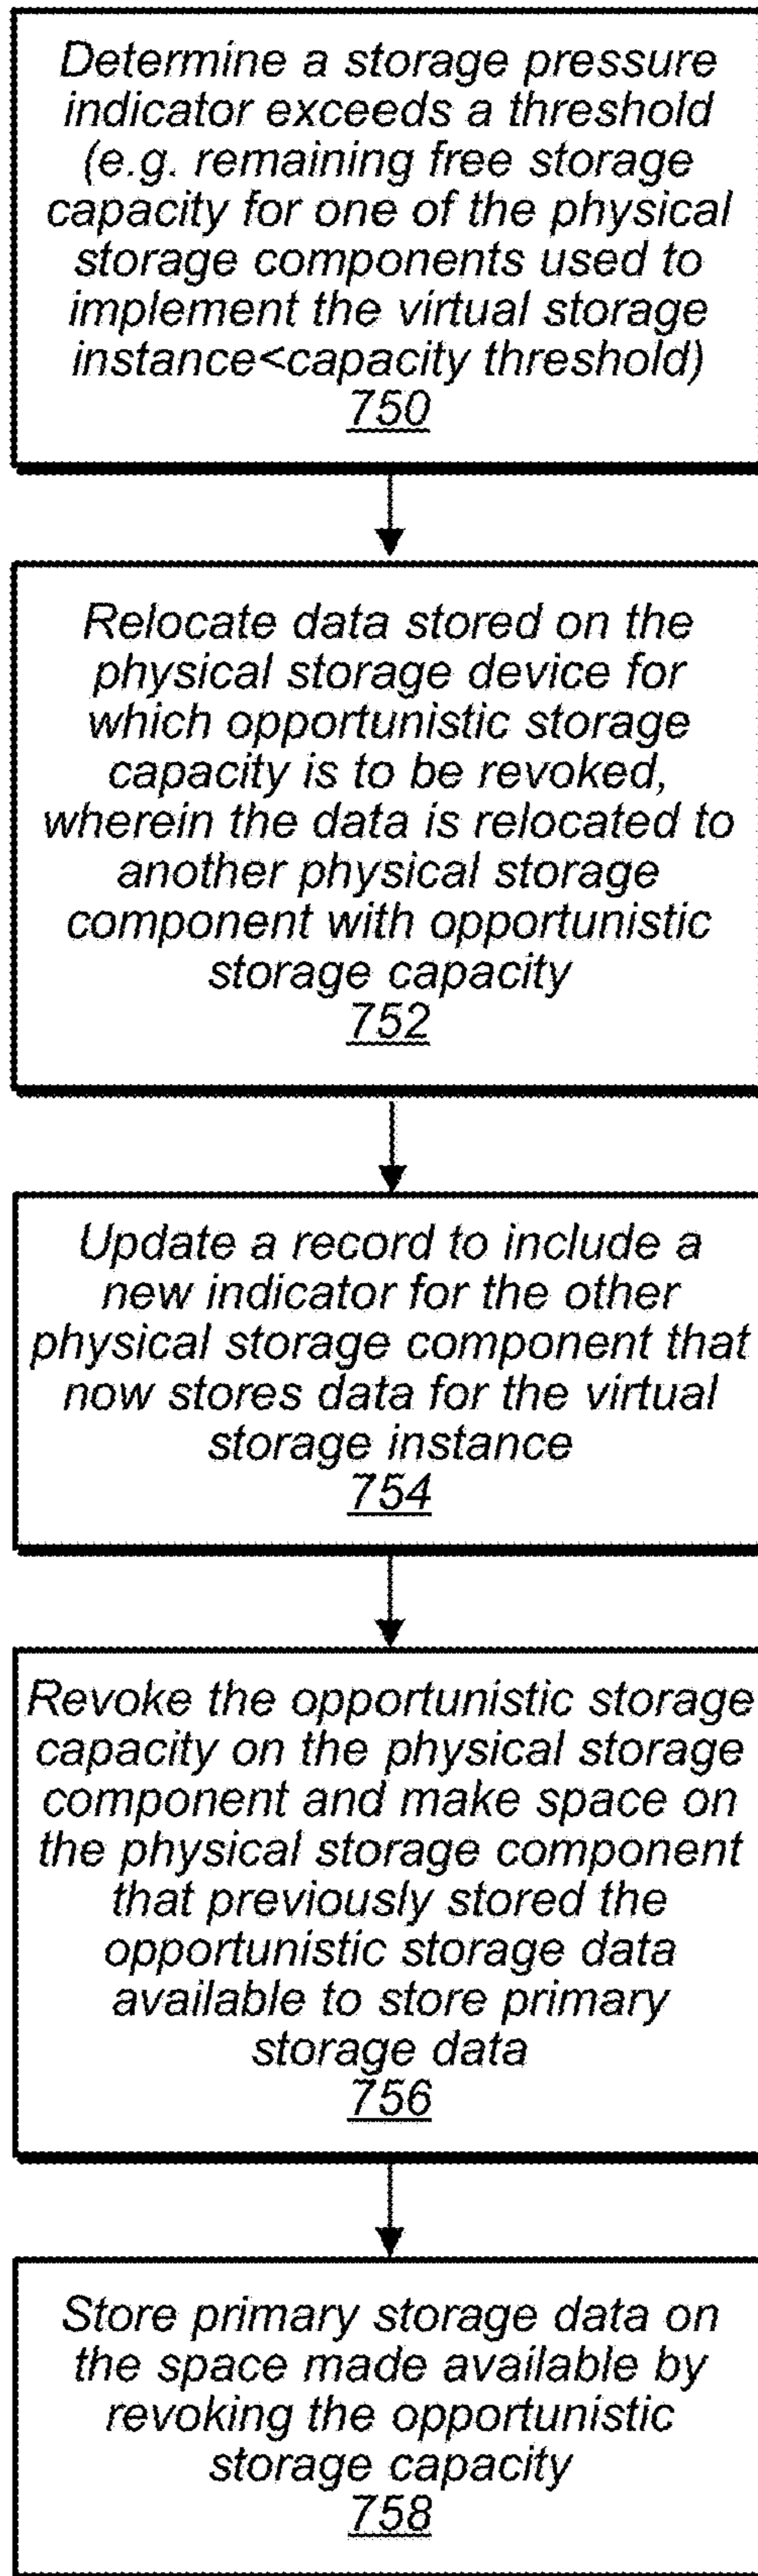 Determine a storage pressure
indicator exceeds a threshold
(e.g. remaining free storage
capacity for one of the physical
storage components used to
implement the virtual storage
instance<capacity threshold)
750
Relocate data stored on the
physical storage device for
which opportunistic storage
capacity is to be revoked,
wherein the data is relocated to
another physical storage
component with opportunistic
storage capacity
752
Update a record to include a
new indicator for the other
physical storage component that
now stores data for the virtual
storage instance
754
Revoke the opportunistic storage
capacity on the physical storage
component and make space on
the physical storage component
that previously stored the
opportunistic storage data
available to store primary
storage data
756
Store primary storage data on
the space made available by
revoking the opportunistic
storage capacity
758